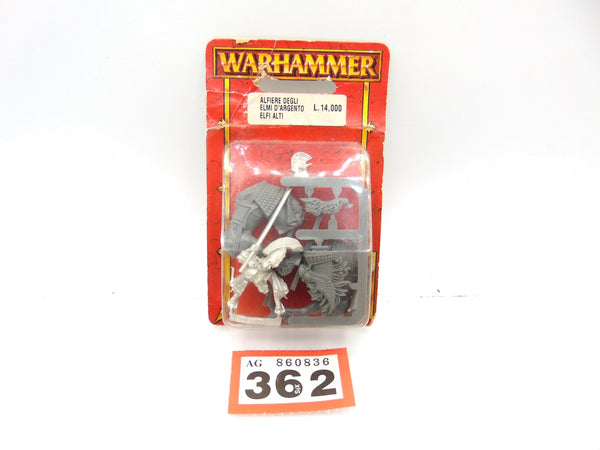 WARHAMMER
ALFIERE DEGLI
ELMI D'ARGENTO L.14,000
ELFI ALTI
AG 860836
362